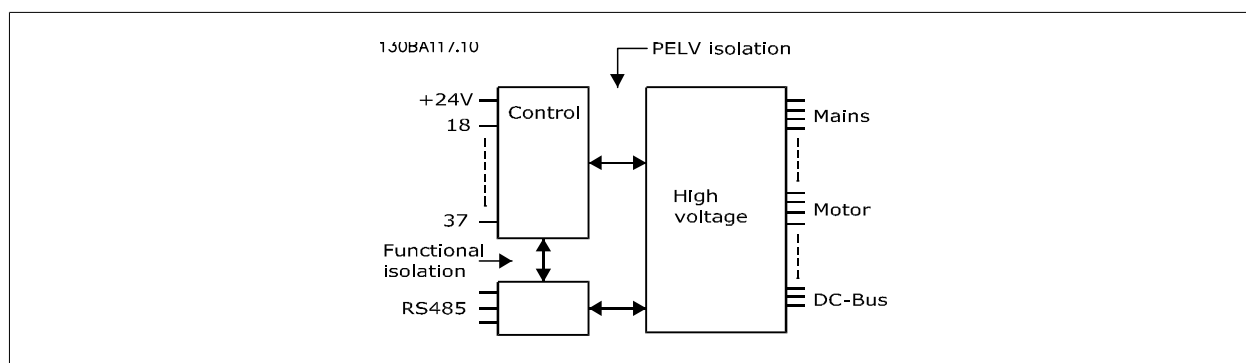 130BA117.10
PELV isolation
+24V
18
37
Control
Functional
isolation
RS485
High
voltage
Mains
Motor
DC-Bus